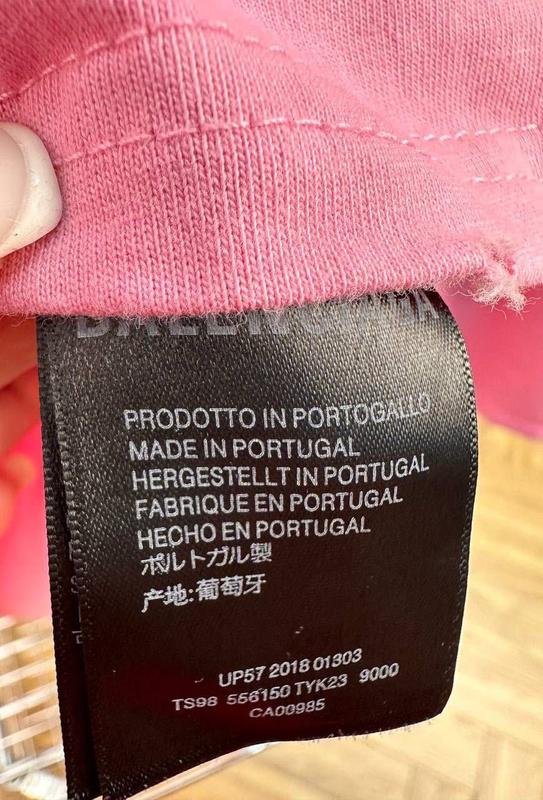 PRODOTTO IN PORTOGALLO
MADE IN PORTUGAL
HERGESTELLT IN PORTUGAL
FABRIQUE EN PORTUGAL
HECHO EN PORTUGAL
ポルトガル製
产地:葡萄牙
UP57 2018 01303
TS98 556150 TYK23 9000
CA00985